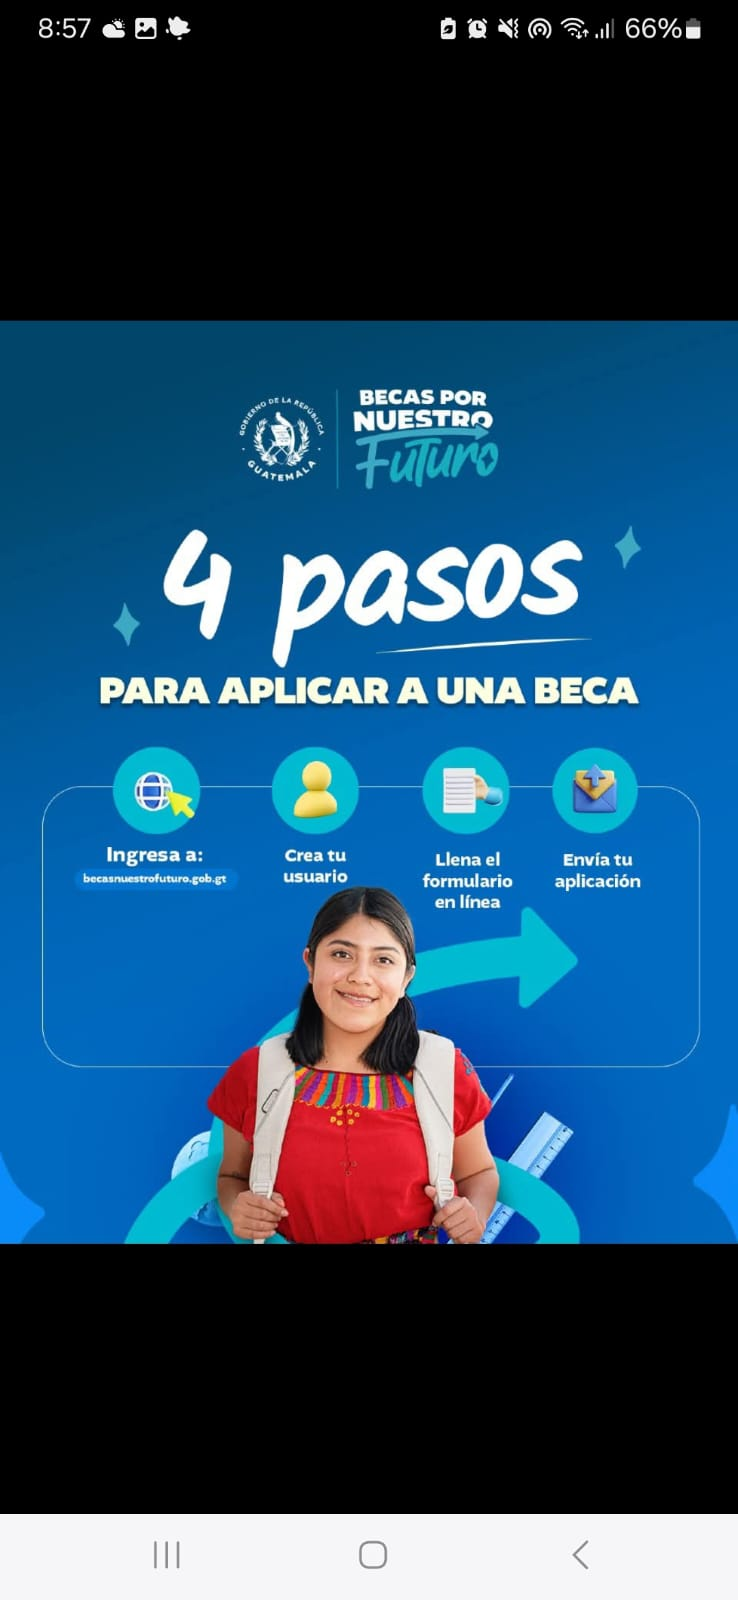 8:57
66%
GOBIERNO DE LA REPÚBLICA
GUATEMALA
BECAS POR
NUESTRO
Futuro
4 pasos
PARA APLICAR A UNA BECA
Ingresa a:
becasnuestrofuturo.gob.gt
Crea tu
usuario
Llena el
formulario
en línea
Envía tu
aplicación